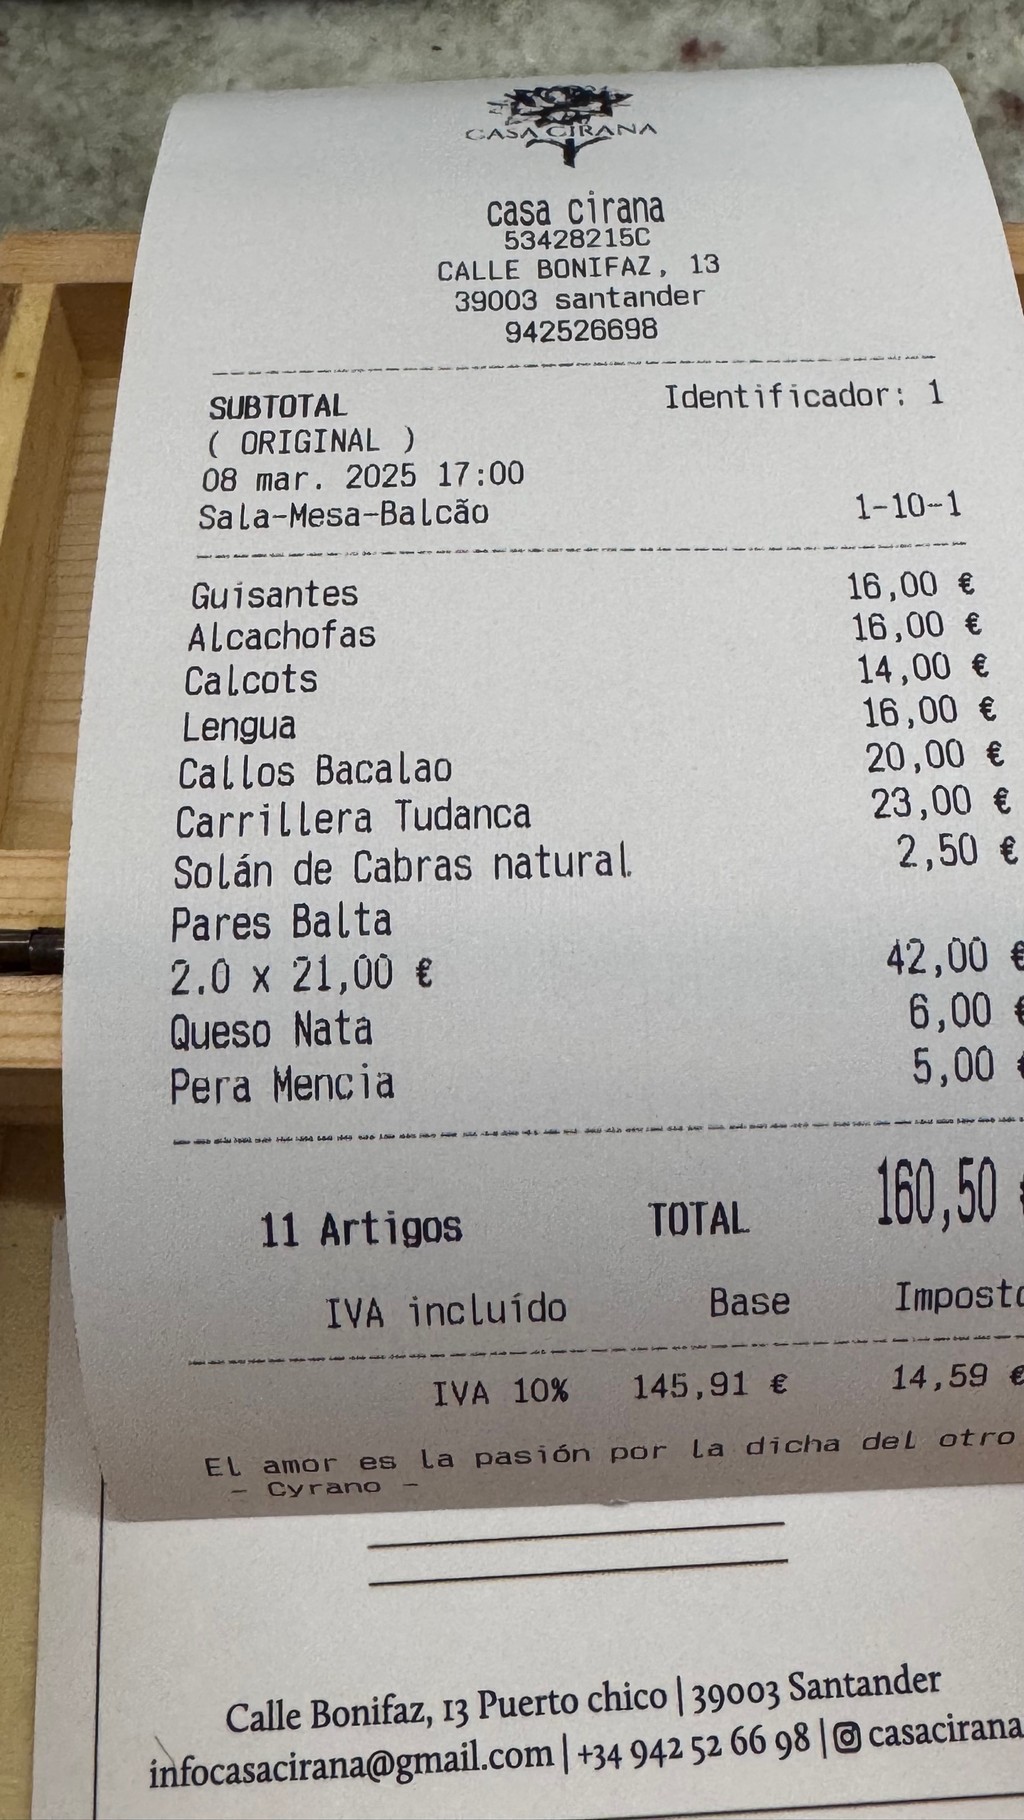 CASA CIRANA
casa cirana
53428215C
CALLE BONIFAZ, 13
39003 santander
942526698
SUBTOTAL Identificador: 1
( ORIGINAL )
08 mar. 2025 17:00
Sala-Mesa-Balcão 1-10-1
Guisantes 16,00 €
Alcachofas 16,00 €
Calcots 14,00 €
Lengua 16,00 €
Callos Bacalao 20,00 €
Carrillera Tudanca 23,00 €
Solán de Cabras natural 2,50 €
Pares Balta
2.0 x 21,00 € 42,00 €
Queso Nata 6,00 €
Pera Mencia 5,00 €
11 Artigos TOTAL 160,50 €
IVA incluído Base Imposto
IVA 10% 145,91 € 14,59 €
El amor es la pasión por la dicha del otro
- Cyrano -
Calle Bonifaz, 13 Puerto chico | 39003 Santander
infocasacirana@gmail.com | +34 942 52 66 98 | casacirana